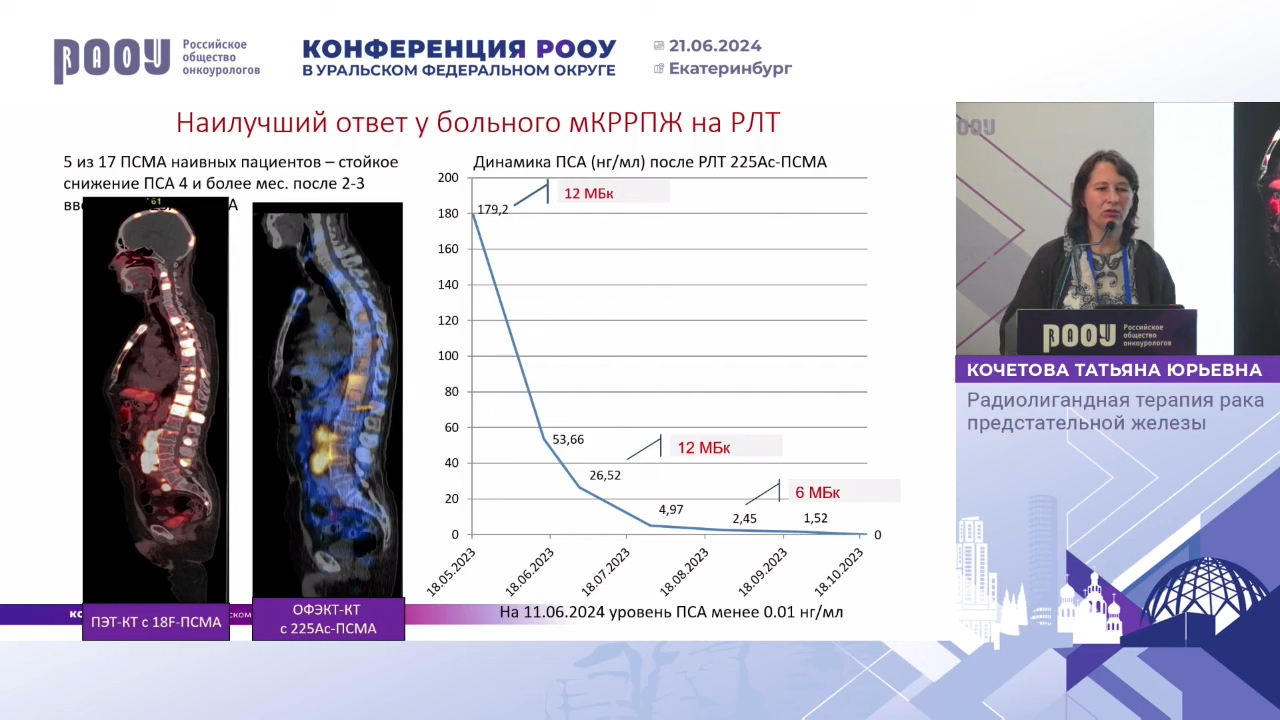 РООУ
Российское
общество
онкоурологов
КОНФЕРЕНЦИЯ РООУ
В УРАЛЬСКОМ ФЕДЕРАЛЬНОМ ОКРУГЕ
21.06.2024
Екатеринбург
Наилучший ответ у больного мКРРПЖ на РЛТ
5 из 17 ПСМА наивных пациентов – стойкое
снижение ПСА 4 и более мес. после 2-3
61
ПЭТ-КТ с 18F-ПСМА
ОФЭКТ-КТ
с 225Ac-ПСМА
Динамика ПСА (нг/мл) после РЛТ 225Ac-ПСМА
200
180
160
140
120
100
80
60
40
20
0
179,2
12 МБк
53,66
26,52
12 МБк
4,97
2,45
6 МБк
1,52
0
18.05.2023
18.06.2023
18.07.2023
18.08.2023
18.09.2023
18.10.2023
На 11.06.2024 уровень ПСА менее 0.01 нг/мл
ООУ
РООУ
Российское
общество
онкоурологов
КОЧЕТОВА ТАТЬЯНА ЮРЬЕВНА
Радиолигандная терапия рака
предстательной железы